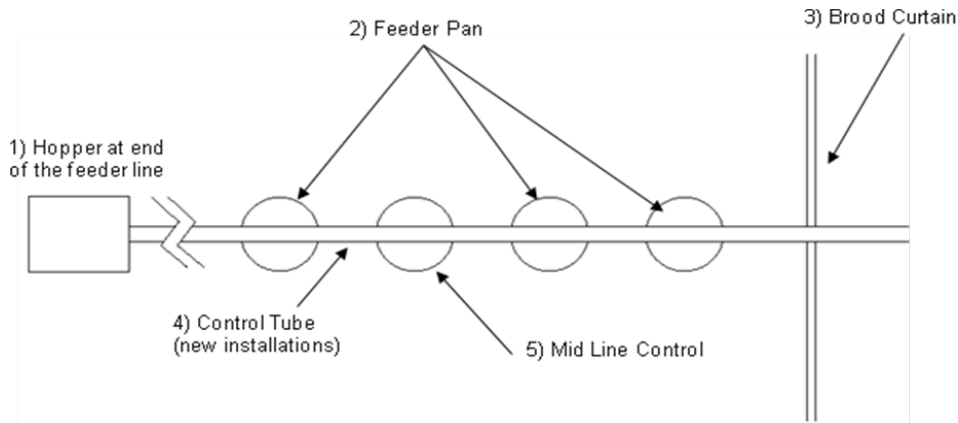 2) Feeder Pan
3) Brood Curtain
1) Hopper at end
of the feeder line
4) Control Tube
(new installations)
5) Mid Line Control